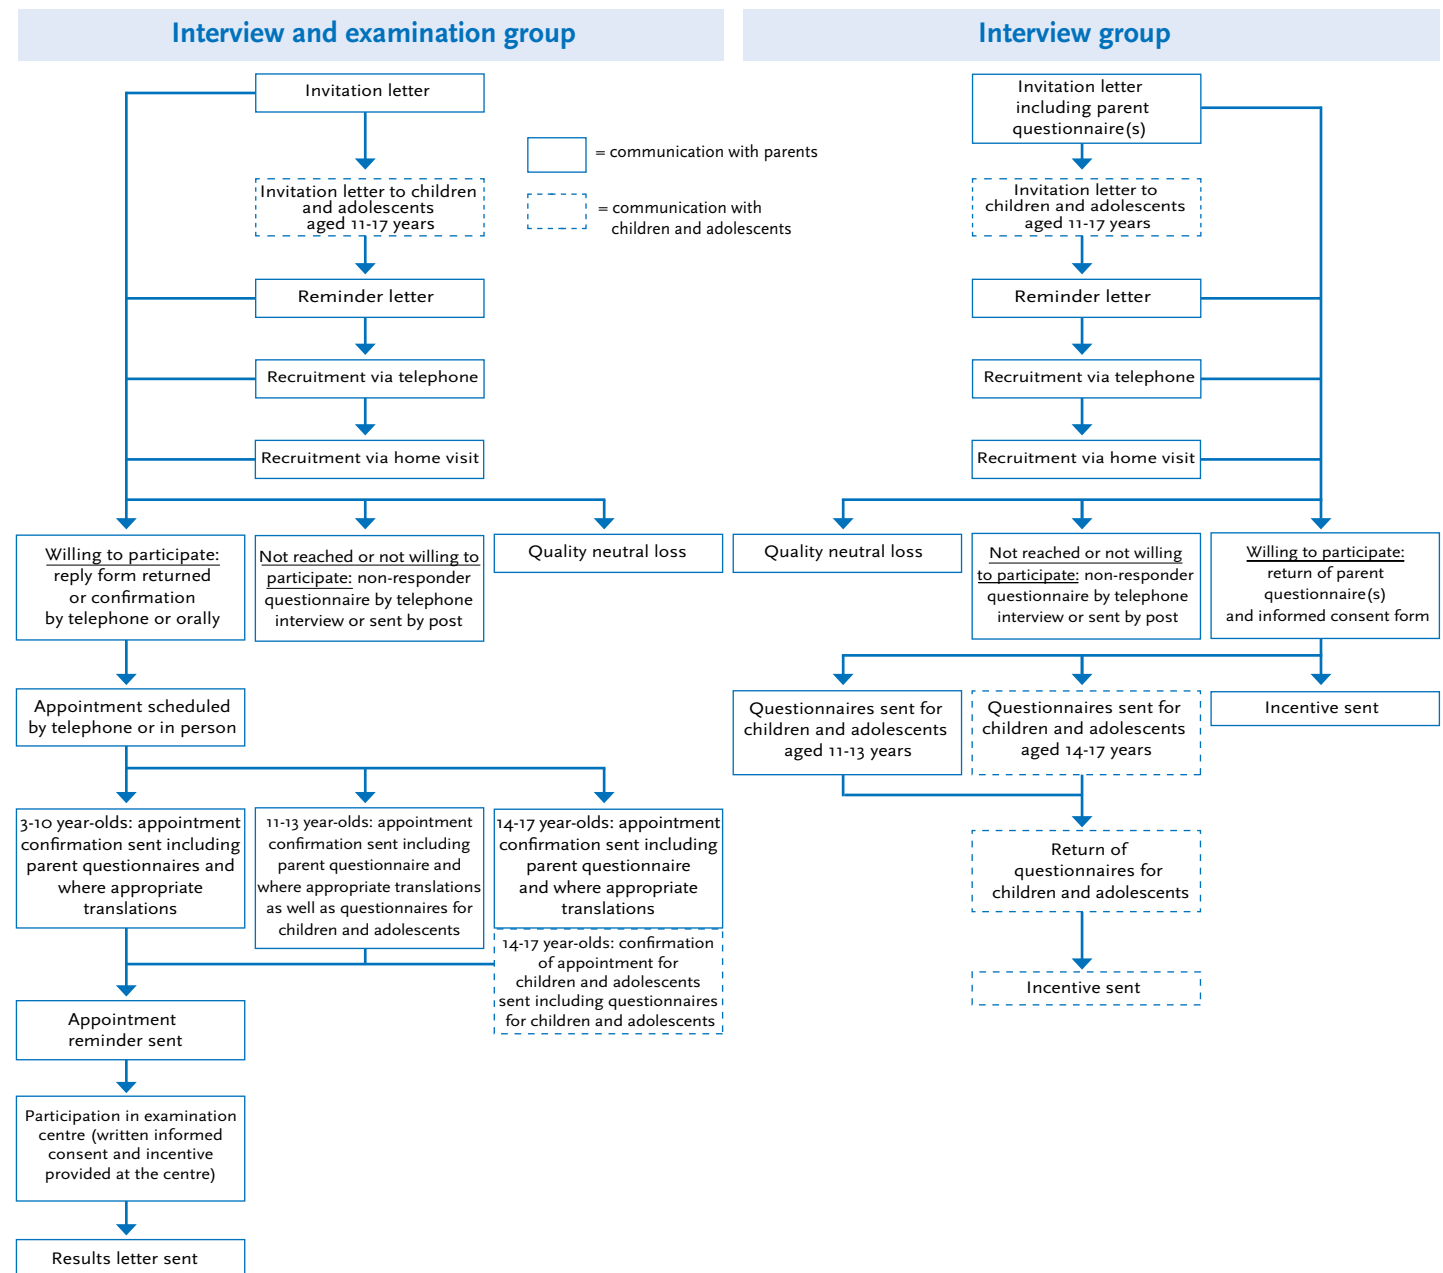 Interview and examination group
Invitation letter
Invitation letter to children
and adolescents
aged 11-17 years
Reminder letter
Recruitment via telephone
Recruitment via home visit
= communication with parents
= communication with
children and adolescents
Willing to participate:
reply form returned
or confirmation
by telephone or orally
Not reached or not willing to
participate: non-responder
questionnaire by telephone
interview or sent by post
Quality neutral loss
Appointment scheduled
by telephone or in person
3-10 year-olds: appointment
confirmation sent including
parent questionnaires and
where appropriate
translations
11-13 year-olds: appointment
confirmation sent including
parent questionnaire and
where appropriate translations
as well as questionnaires for
children and adolescents
14-17 year-olds: appointment
confirmation sent including
parent questionnaire
and where appropriate
translations
14-17 year-olds: confirmation
of appointment for
children and adolescents
sent including questionnaires
for children and adolescents
Appointment
reminder sent
Participation in examination
centre (written informed
consent and incentive
provided at the centre)
Results letter sent
Interview group
Invitation letter
including parent
questionnaire(s)
Invitation letter to
children and adolescents
aged 11-17 years
Reminder letter
Recruitment via telephone
Recruitment via home visit
Quality neutral loss
Not reached or not willing
to participate: non-responder
questionnaire by telephone
interview or sent by post
Willing to participate:
return of parent
questionnaire(s)
and informed consent form
Questionnaires sent for
children and adolescents
aged 11-13 years
Questionnaires sent for
children and adolescents
aged 14-17 years
Incentive sent
Return of
questionnaires for
children and adolescents
Incentive sent